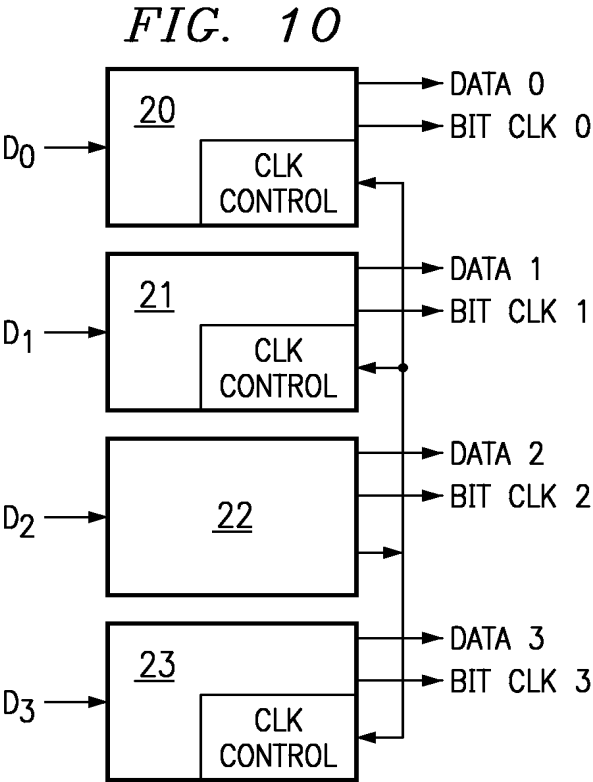 FIG. 10
D0
20
CLK
CONTROL
DATA 0
BIT CLK 0
D1
21
CLK
CONTROL
DATA 1
BIT CLK 1
D2
22
DATA 2
BIT CLK 2
D3
23
CLK
CONTROL
DATA 3
BIT CLK 3